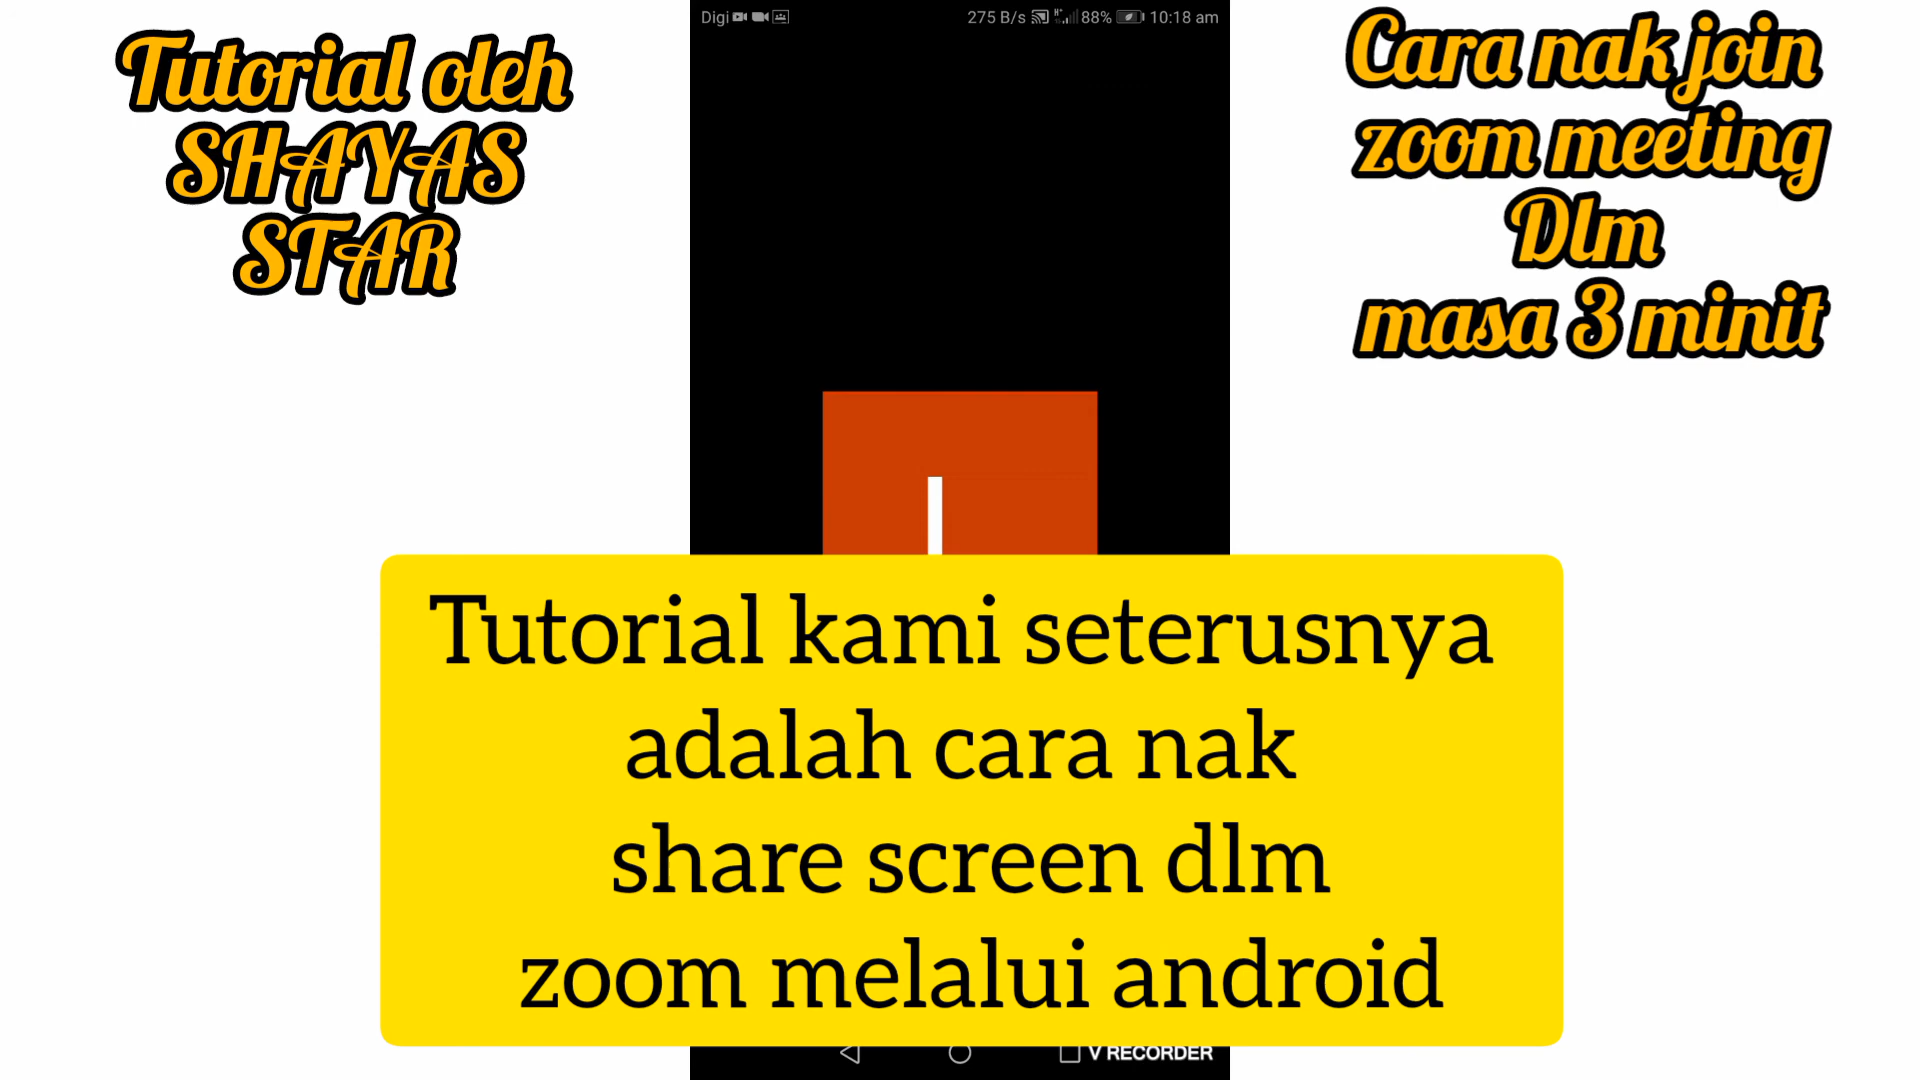 Digi
275 B/s
H+
88%
10:18 am
Tutorial oleh
SHAYAS
STAR
Cara nak join
zoom meeting
Dlm
masa 3 minit
Tutorial kami seterusnya
adalah cara nak
share screen dlm
zoom melalui android
V RECORDER